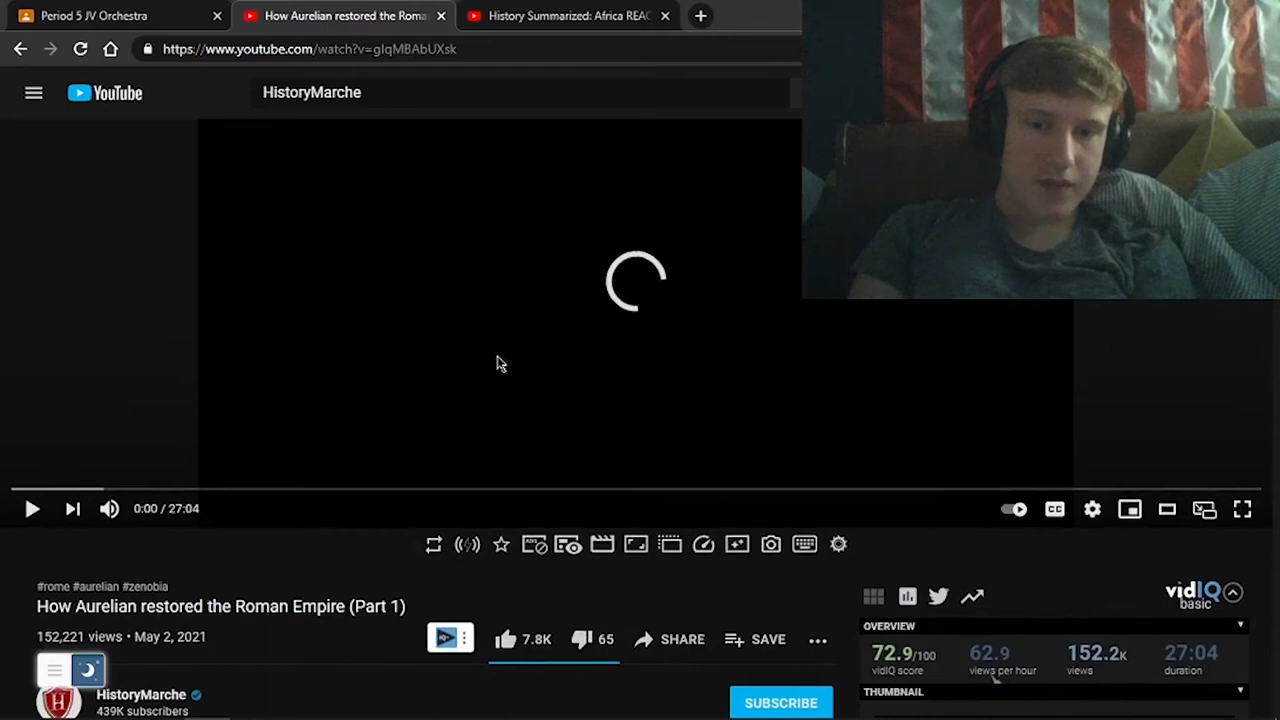 Period 5 JV Orchestra
How Aurelian restored the Roma
History Summarized: Africa REAC
https://www.youtube.com/watch?v=gIqMBAbUXsk
YouTube
HistoryMarche
0:00 / 27:04
CC
#rome #aurelian #zenobia
How Aurelian restored the Roman Empire (Part 1)
152,221 views • May 2, 2021
7.8K
65
SHARE
SAVE
HistoryMarche
439K subscribers
SUBSCRIBE
vidIQ
basic
OVERVIEW
72.9/100
62.9
152.2K
27:04
vidIQ score
views per hour
views
duration
THUMBNAIL